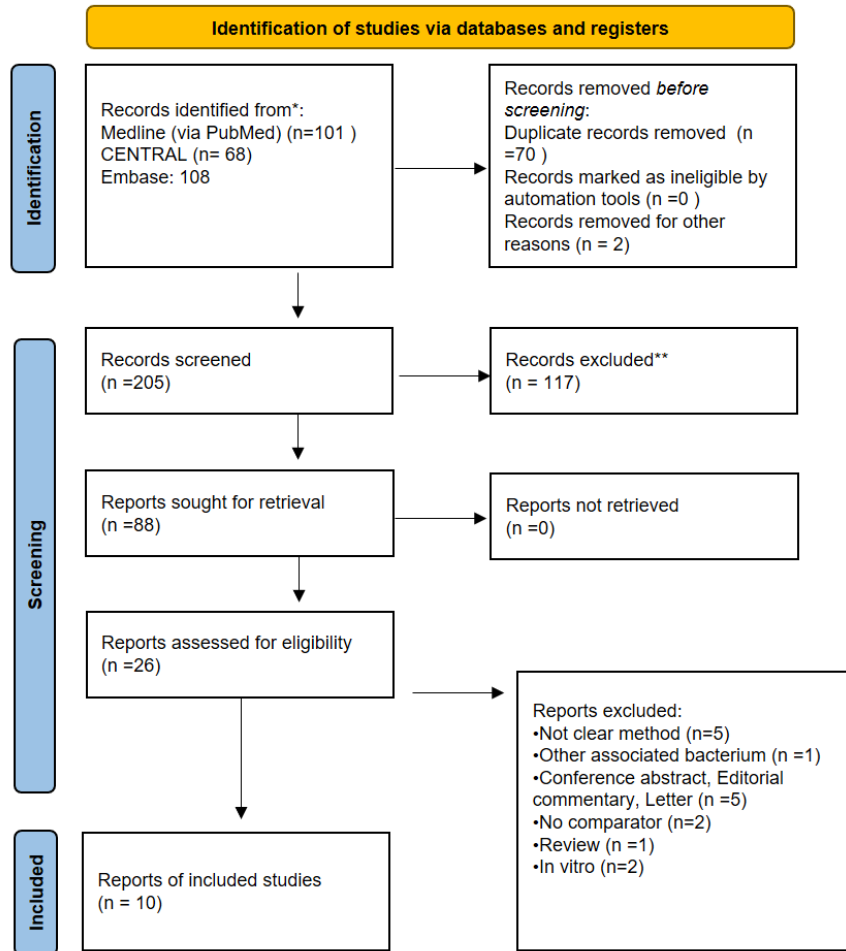 Identification of studies via databases and registers
Identification
Records identified from*:
Medline (via PubMed) (n=101 )
CENTRAL (n= 68)
Embase: 108
Records removed before
screening:
Duplicate records removed (n
=70 )
Records marked as ineligible by
automation tools (n =0 )
Records removed for other
reasons (n = 2)
Screening
Records screened
(n =205)
Records excluded**
(n = 117)
Reports sought for retrieval
(n =88)
Reports not retrieved
(n =0)
Reports assessed for eligibility
(n =26)
Reports excluded:
•Not clear method (n=5)
•Other associated bacterium (n =1)
•Conference abstract, Editorial
commentary, Letter (n =5)
•No comparator (n=2)
•Review (n =1)
•In vitro (n=2)
Included
Reports of included studies
(n = 10)